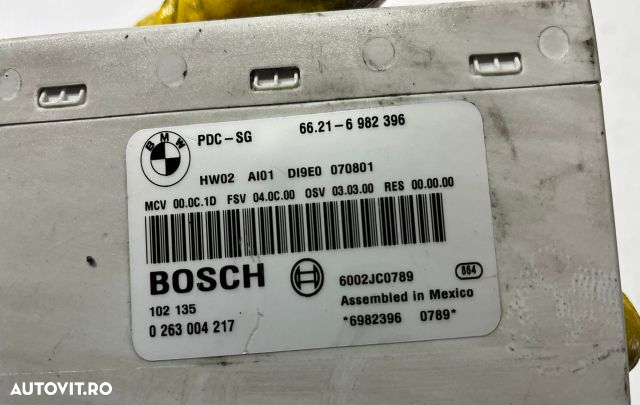 BMW
PDC-SG 66.21-6 982 396
HW02 AI01 DI9E0 070801
MCV 00.0C.1D FSV 04.0C.00 OSV 03.03.00 RES 00.00.00
BOSCH 6002JC0789 864
102 135 Assembled in Mexico
0 263 004 217 *6982396 0789*
AUTOVIT.RO